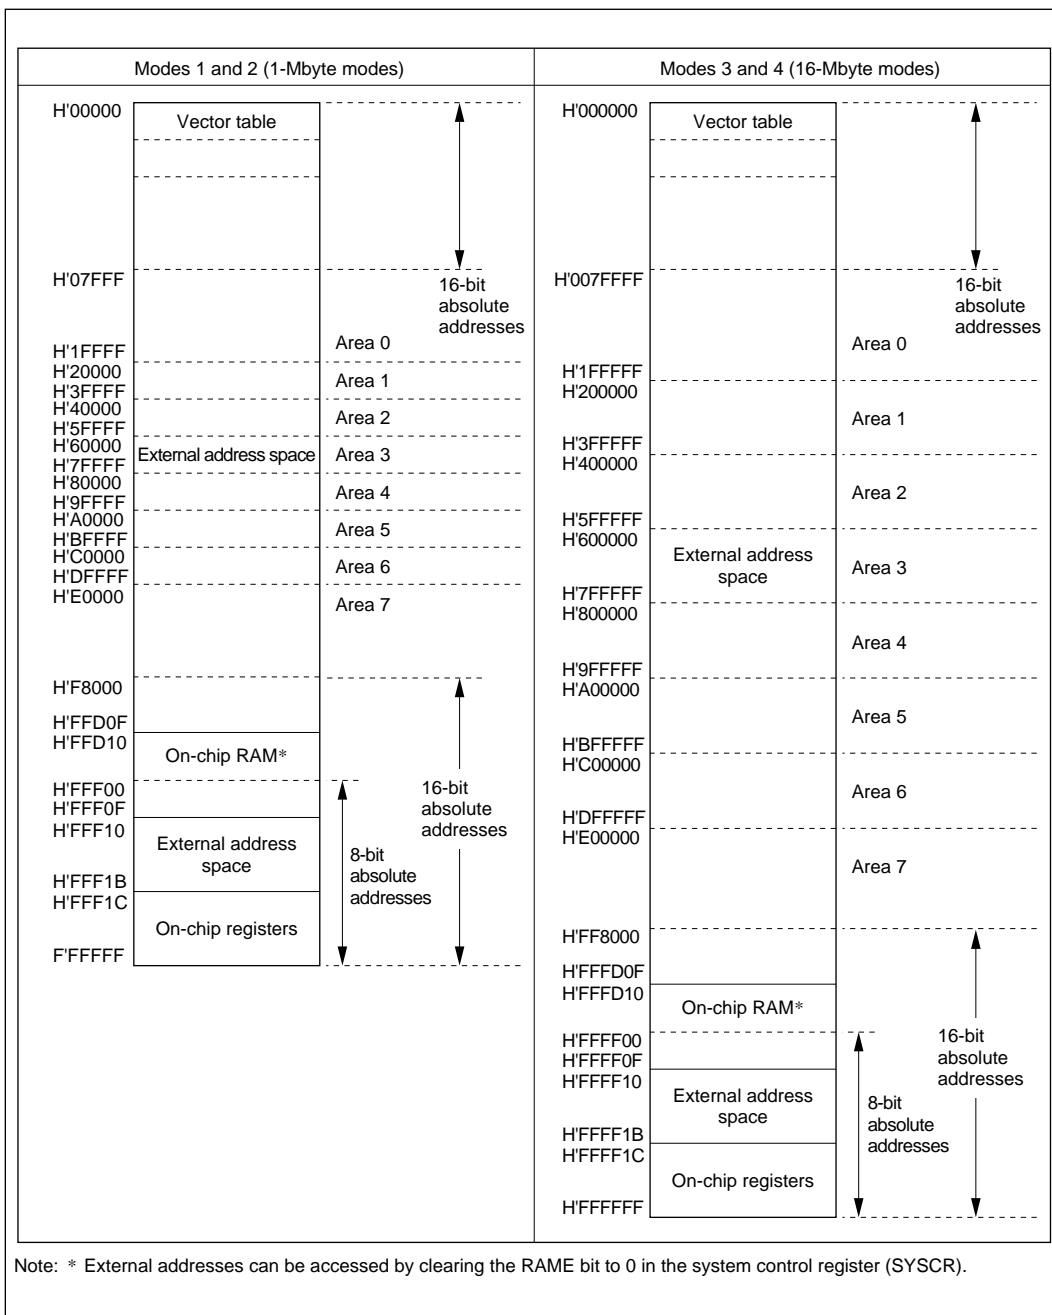 Modes 1 and 2 (1-Mbyte modes)
H'00000
Vector table
H'07FFF
16-bit
absolute
addresses
Area 0
H'1FFFF
H'20000
Area 1
H'3FFFF
H'40000
Area 2
H'5FFFF
H'60000
External address space
Area 3
H'7FFFF
H'80000
Area 4
H'9FFFF
H'A0000
Area 5
H'BFFFF
H'C0000
Area 6
H'DFFFF
H'E0000
Area 7
H'F8000
H'FFD0F
H'FFD10
On-chip RAM*
H'FFF00
H'FFF0F
16-bit
absolute
addresses
H'FFF10
External address
space
8-bit
absolute
addresses
H'FFF1B
H'FFF1C
On-chip registers
F'FFFFF
Modes 3 and 4 (16-Mbyte modes)
H'000000
Vector table
H'007FFFF
16-bit
absolute
addresses
Area 0
H'1FFFFF
H'200000
Area 1
H'3FFFFF
H'400000
Area 2
H'5FFFFF
H'600000
External address
space
Area 3
H'7FFFFF
H'800000
Area 4
H'9FFFFF
H'A00000
Area 5
H'BFFFFF
H'C00000
Area 6
H'DFFFFF
H'E00000
Area 7
H'FF8000
H'FFFD0F
H'FFFD10
On-chip RAM*
H'FFFF00
H'FFFF0F
16-bit
absolute
addresses
H'FFFF10
External address
space
8-bit
absolute
addresses
H'FFFF1B
H'FFFF1C
On-chip registers
H'FFFFFF
Note: * External addresses can be accessed by clearing the RAME bit to 0 in the system control register (SYSCR).